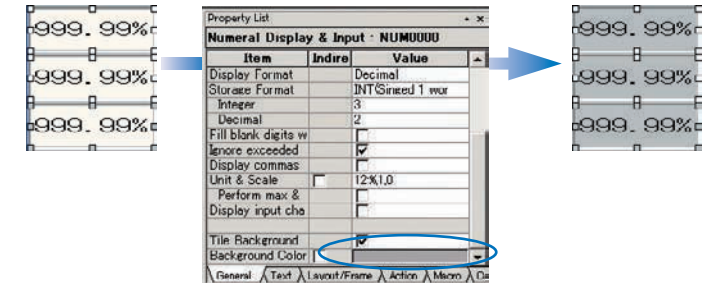 999. 99%
999. 99%
999. 99%
Property List
Numeral Display & Input : NUM0000
Item Indire Value
Display Format Decimal
Storage Format INT(Singed 1 wor
Integer 3
Decimal 2
Fill blank digits w
Ignore exceeded
Display commas
Unit & Scale 12:%,1,0
Perform max &
Display input cha
Tile Background
Background Color
General Text Layout/Frame Action Macro Ca
999. 99%
999. 99%
999. 99%